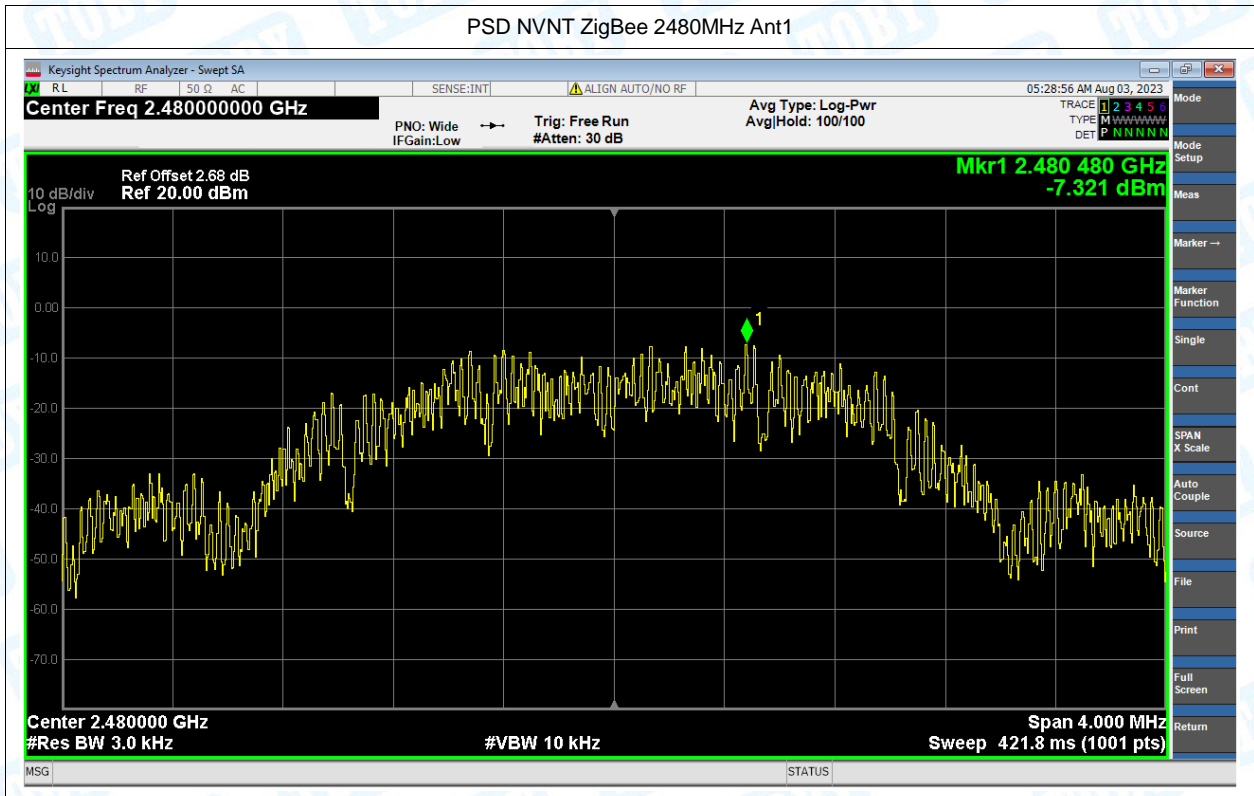 PSD NVNT ZigBee 2480MHz Ant1
Keysight Spectrum Analyzer - Swept SA
LXI RL RF 50 Ω AC SENSE:INT ALIGN AUTO/NO RF 05:28:56 AM Aug 03, 2023
Center Freq 2.480000000 GHz
PNO: Wide
IFGain:Low
Trig: Free Run
#Atten: 30 dB
Avg Type: Log-Pwr
Avg|Hold: 100/100
TRACE 1 2 3 4 5 6
TYPE M WWWWW
DET P N N N N N
Mkr1 2.480 480 GHz
-7.321 dBm
Ref Offset 2.68 dB
10 dB/div Ref 20.00 dBm
Log
10.0
0.00
-10.0
-20.0
-30.0
-40.0
-50.0
-60.0
-70.0
1
Center 2.480000 GHz Span 4.000 MHz
#Res BW 3.0 kHz #VBW 10 kHz Sweep 421.8 ms (1001 pts)
MSG STATUS
Mode
Mode
Setup
Meas
Marker→
Marker
Function
Single
Cont
SPAN
X Scale
Auto
Couple
Source
File
Print
Full
Screen
Return
TOBY